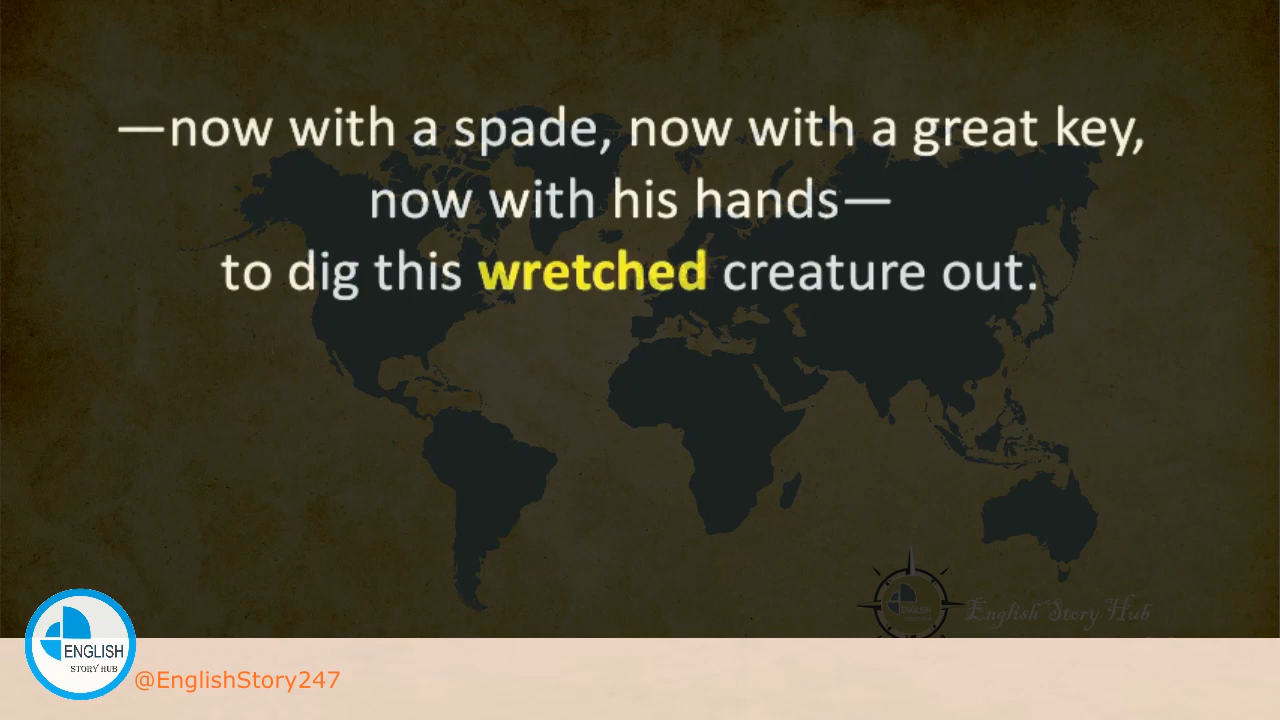 —now with a spade, now with a great key,
now with his hands—
to dig this wretched creature out.
ENGLISH
English Story Hub
ENGLISH
STORY HUB
@EnglishStory247